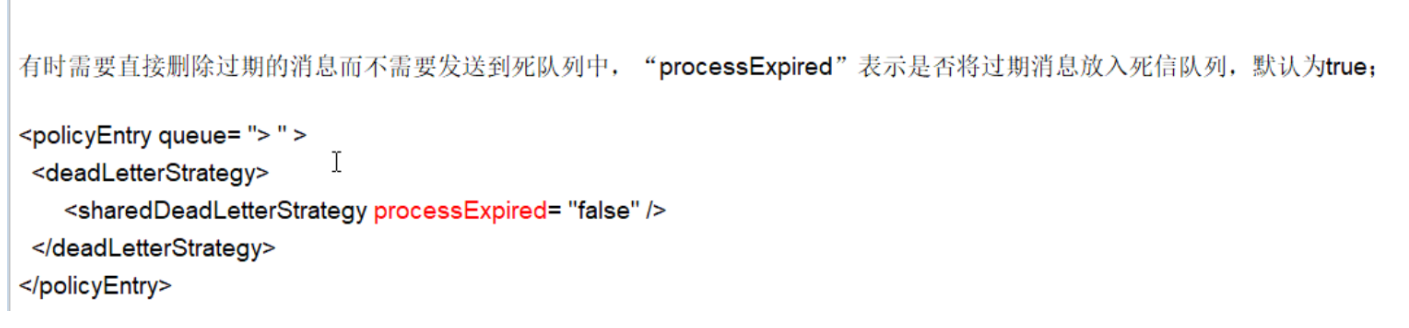 有时需要直接删除过期的消息而不需要发送到死队列中，“processExpired”表示是否将过期消息放入死信队列，默认为true；
<policyEntry queue= "> " >
<deadLetterStrategy>
<sharedDeadLetterStrategy processExpired= "false" />
</deadLetterStrategy>
</policyEntry>